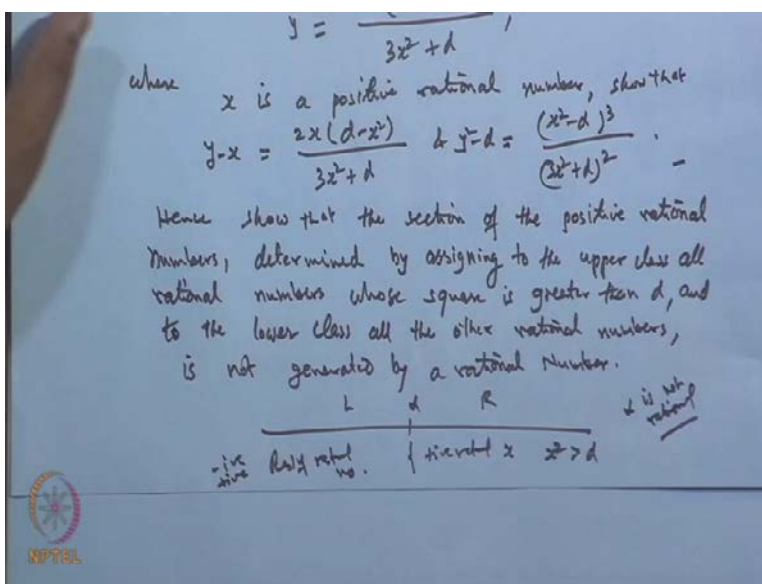 y = ( / 3x² + d ,
where x is a positive rational number, show that
y-x = 2x(d-x²) / 3x²+d & y²-d = (x²-d)³ / (3x²+d)² .
Hence show that the section of the positive rational
numbers, determined by assigning to the upper class all
rational numbers whose square is greater than d, and
to the lower class all the other rational numbers,
is not generated by a rational Number.
L α R
α is not rational
-ive
+ive
no. { +ive x x² > d
NPTEL